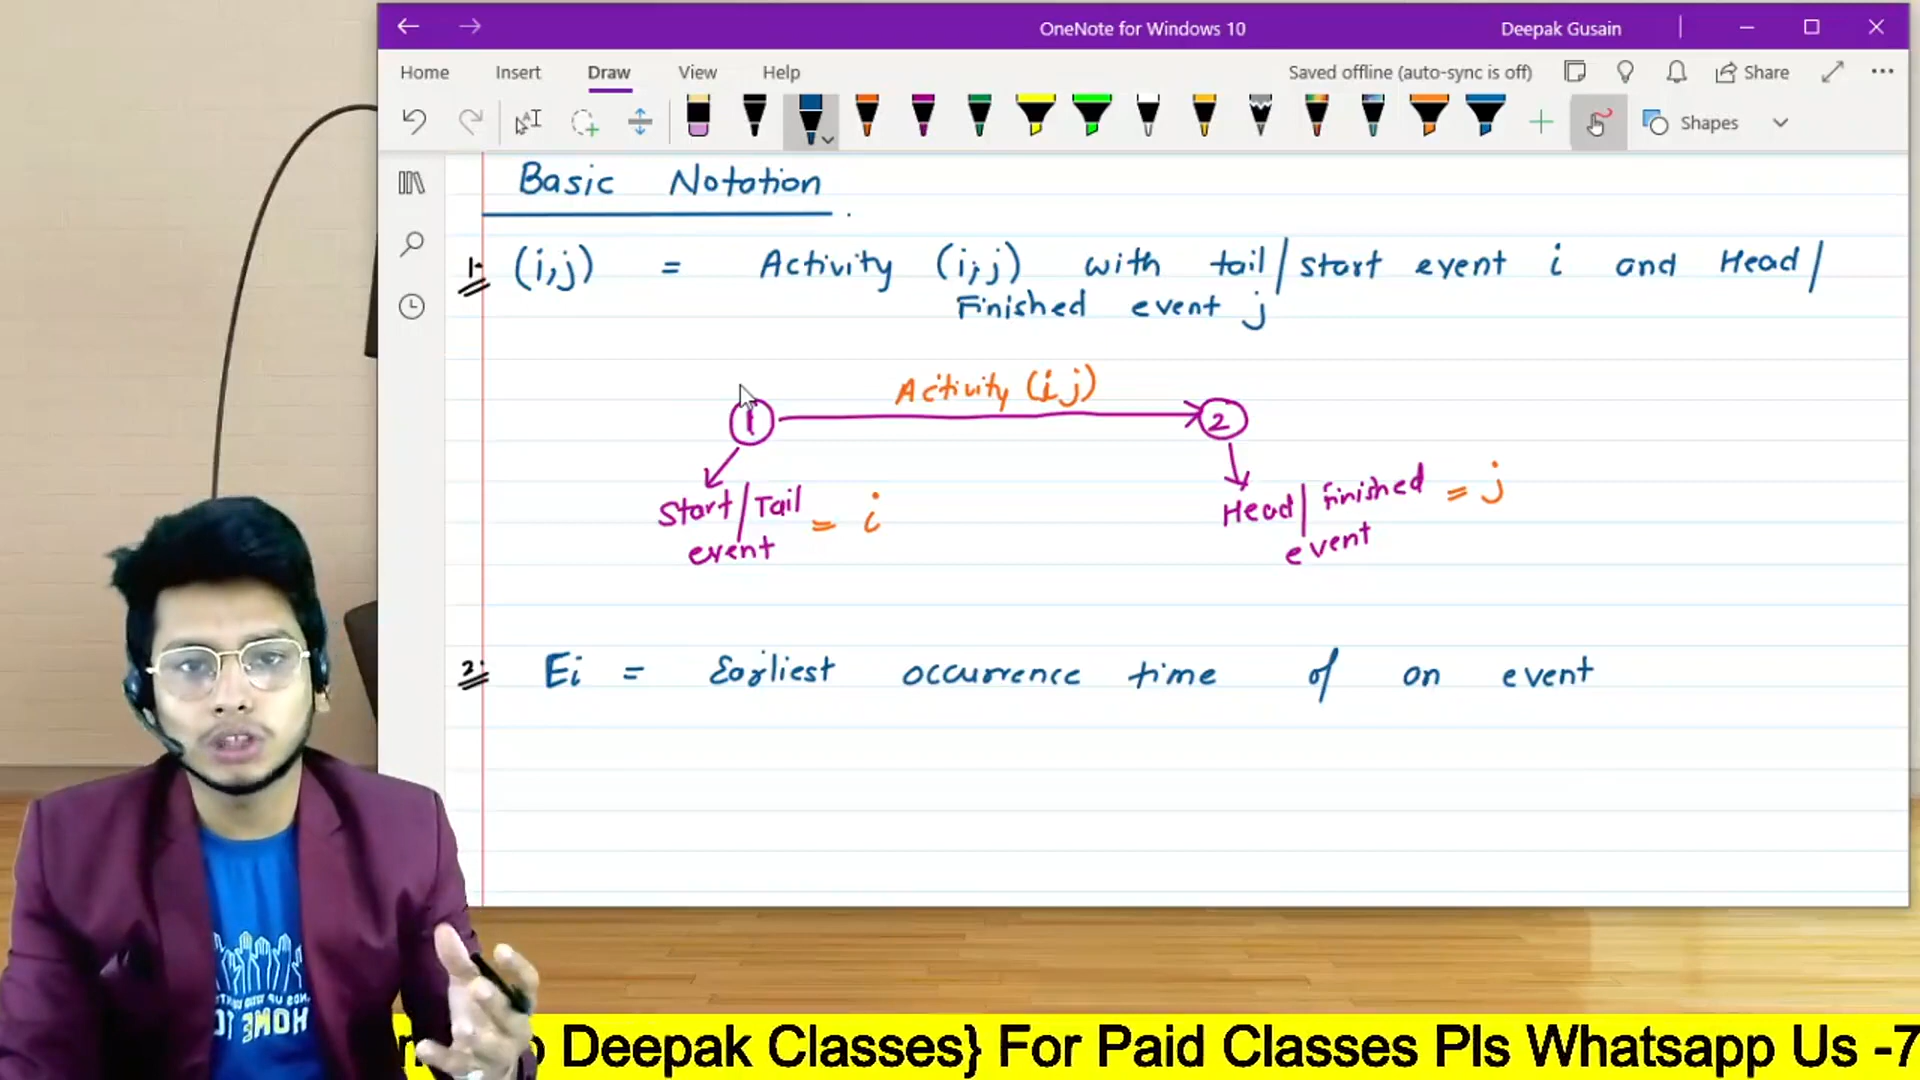 OneNote for Windows 10
Deepak Gusain
Home Insert Draw View Help
Saved offline (auto-sync is off)
Share
Shapes
Basic Notation
1- (i,j) = Activity (i,j) with tail/start event i and Head/
Finished event j
Activity (i,j)
1
2
Start/Tail = i
event
Head/Finished = j
event
2- Ei = Earliest occurrence time of an event
HOME
Deepak Classes} For Paid Classes Pls Whatsapp Us -7